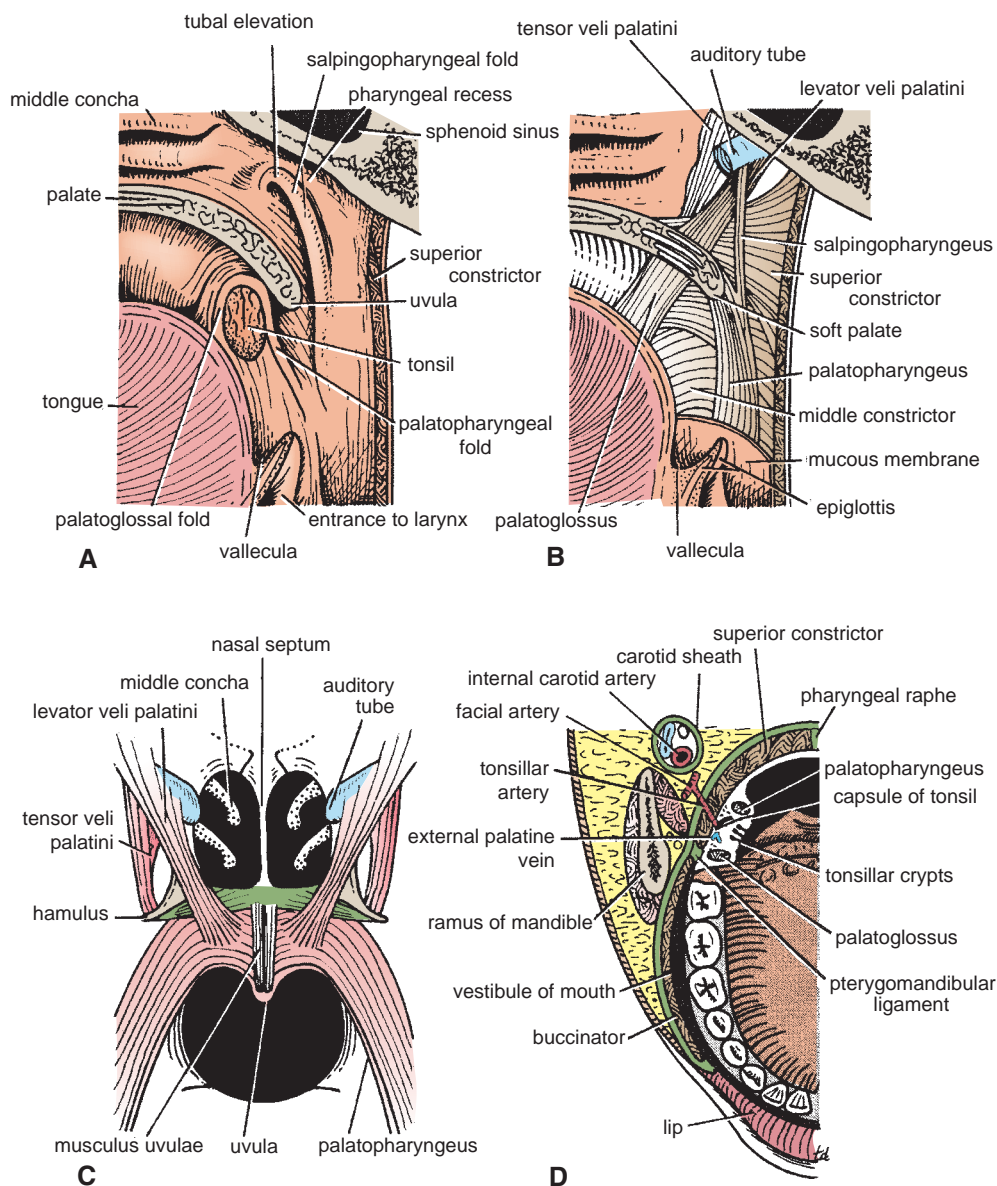 tubal elevation
salpingopharyngeal fold
pharyngeal recess
middle concha
sphenoid sinus
palate
superior
constrictor
uvula
tonsil
tongue
palatopharyngeal
fold
palatoglossal fold
entrance to larynx
vallecula
A
tensor veli palatini
auditory tube
levator veli palatini
salpingopharyngeus
superior
constrictor
soft palate
palatopharyngeus
middle constrictor
mucous membrane
epiglottis
palatoglossus
vallecula
B
nasal septum
middle concha
auditory
tube
levator veli palatini
tensor veli
palatini
hamulus
musculus uvulae
uvula
palatopharyngeus
C
superior constrictor
carotid sheath
internal carotid artery
pharyngeal raphe
facial artery
tonsillar
artery
palatopharyngeus
capsule of tonsil
external palatine
vein
tonsillar crypts
ramus of mandible
palatoglossus
pterygomandibular
ligament
vestibule of mouth
buccinator
lip
D